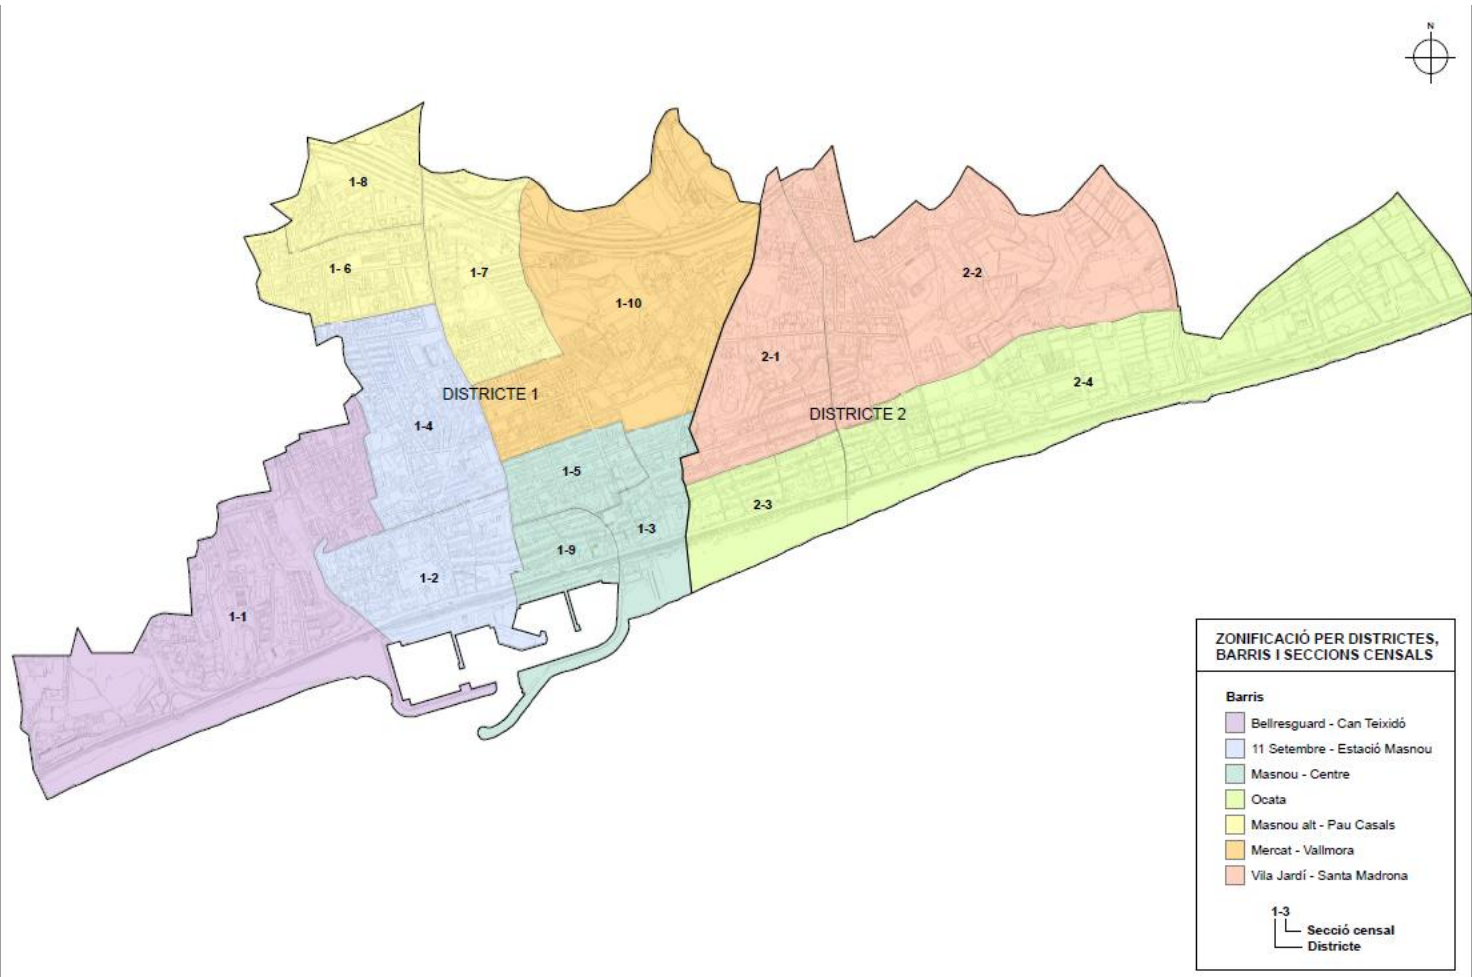 N
1-8
1- 6
1-7
1-10
2-2
2-1
2-4
DISTRICTE 1
DISTRICTE 2
1-4
1-5
2-3
1-3
1-9
1-2
1-1
ZONIFICACIÓ PER DISTRICTES,
BARRIS I SECCIONS CENSALS
Barris
Bellresguard - Can Teixidó
11 Setembre - Estació Masnou
Masnou - Centre
Ocata
Masnou alt - Pau Casals
Mercat - Vallmora
Vila Jardí - Santa Madrona
1-3
Secció censal
Districte